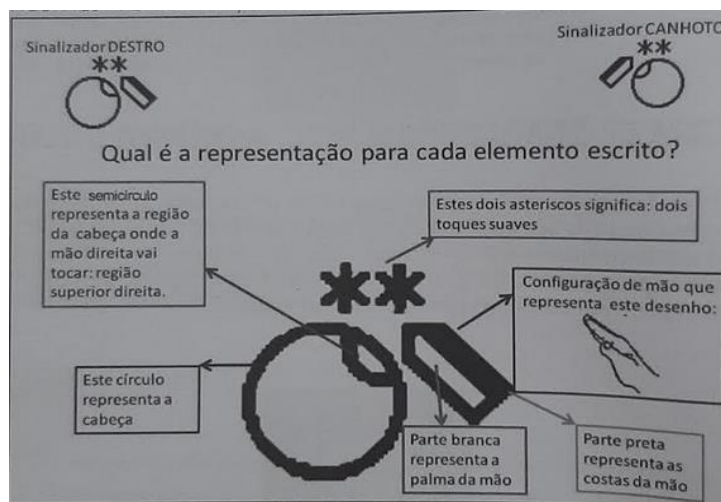 Sinalizador DESTRO
Sinalizador CANHOTO
Qual é a representação para cada elemento escrito?
Este semicirculo
representa a região
da cabeça onde a
mão direita vai
tocar: região
superior direita.
Estes dois asteriscos significa: dois
toques suaves
Configuração de mão que
representa este desenho:
Este círculo
representa a
cabeça
Parte branca
representa a
palma da mão
Parte preta
representa as
costas da mão